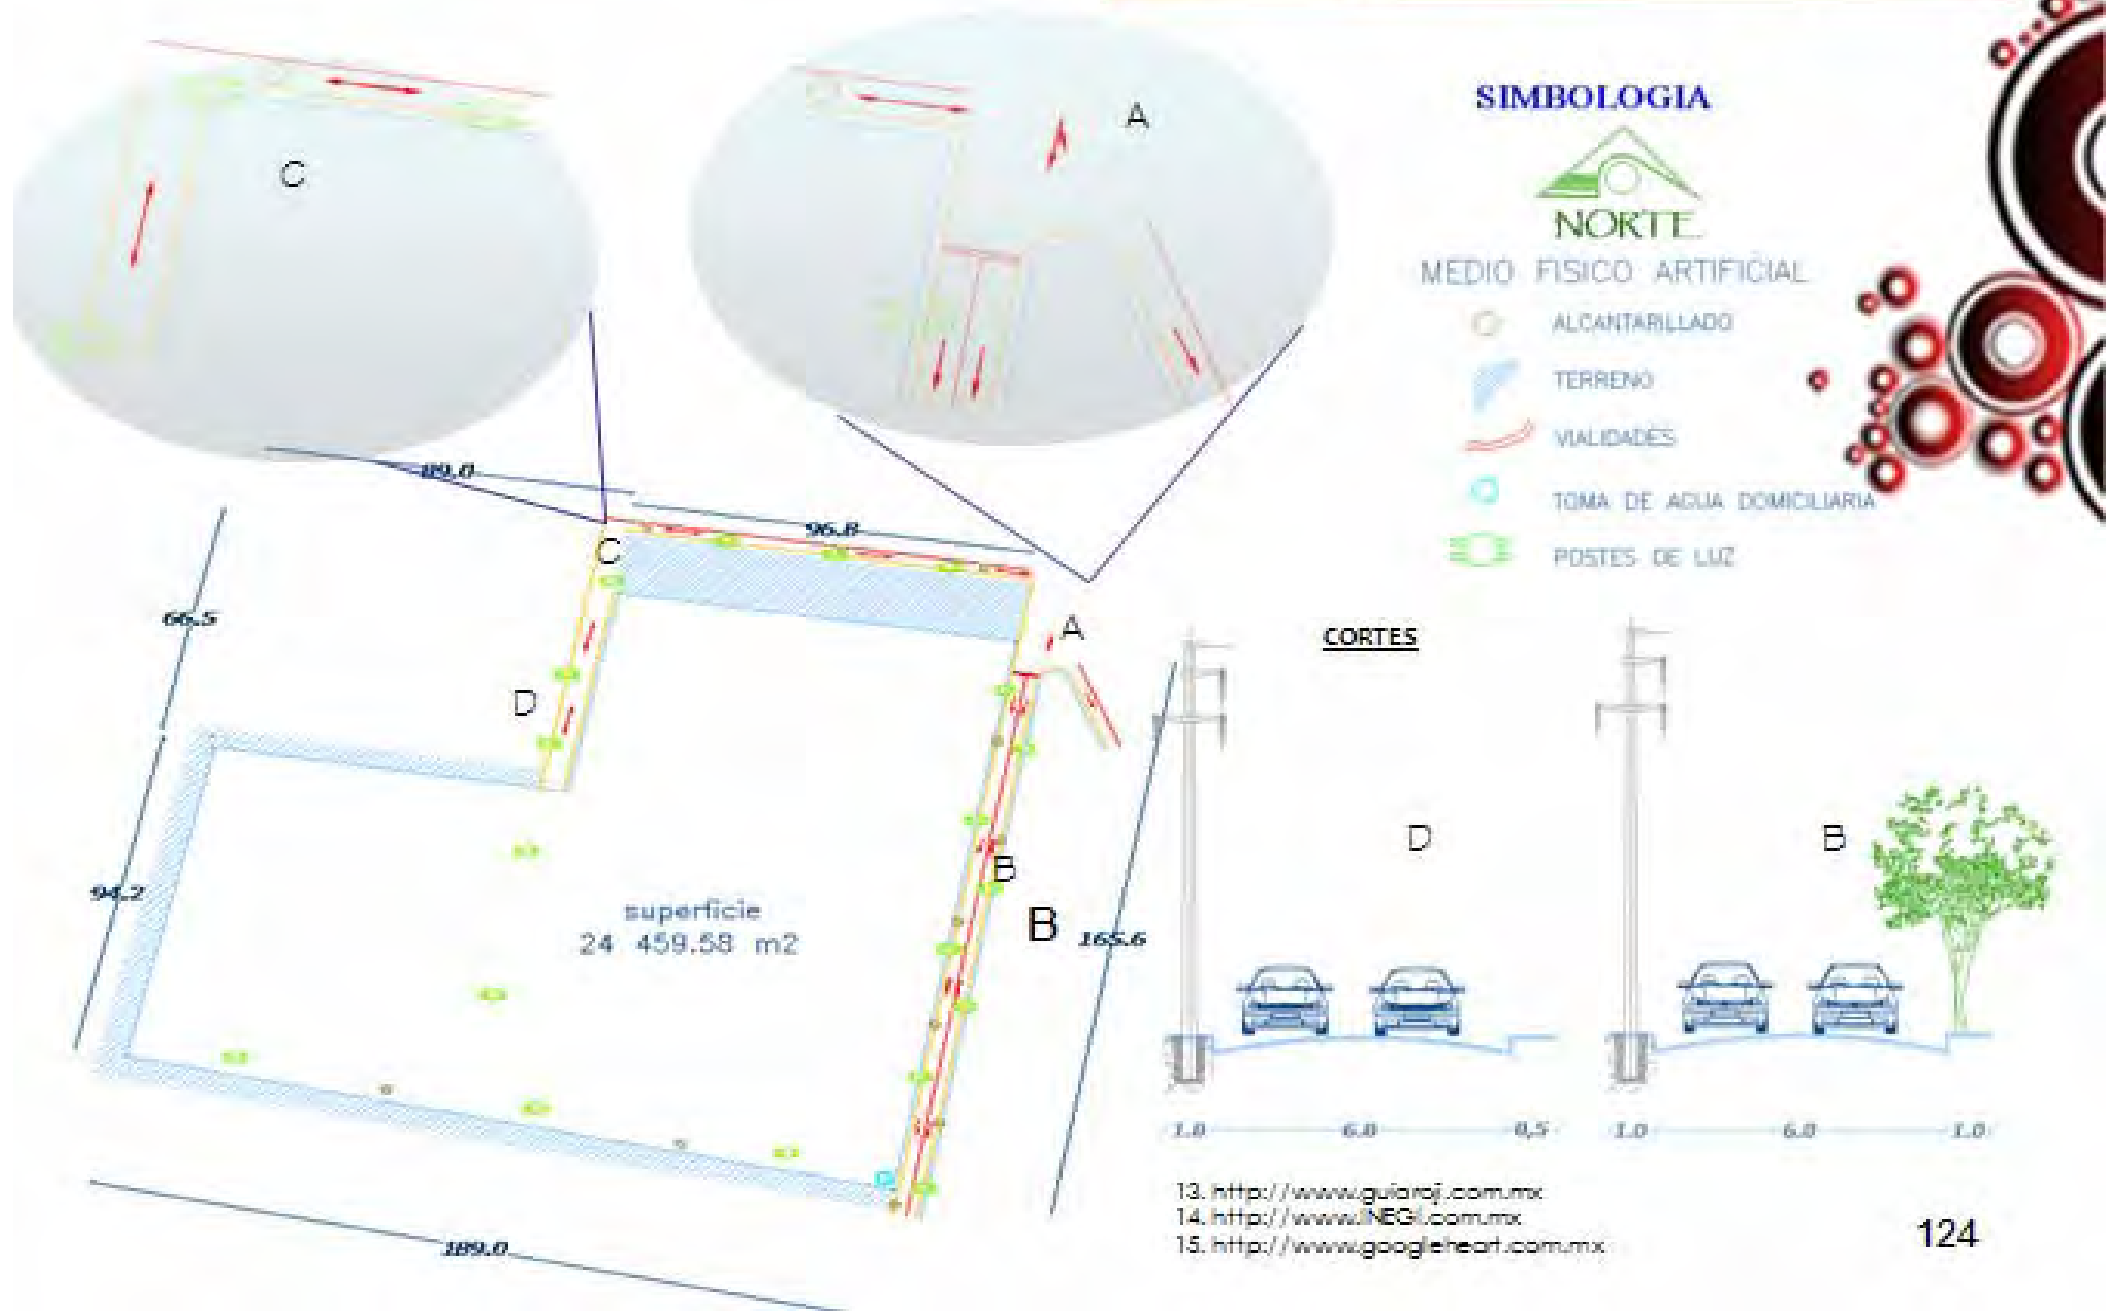 C
A
SIMBOLOGIA
NORTE
MEDIO FISICO ARTIFICIAL
ALCANTARILLADO
TERRENO
VIALIDADES
TOMA DE AGUA DOMICILIARIA
POSTES DE LUZ
89.0
96.8
C
66.5
A
D
CORTES
D
B
94.2
superficie
24 459.58 m2
B
B
165.6
1.0 6.0 0,5
1.0 6.0 1.0
189.0
13. http://www.guiaroji.com.mx
14. http://www.INEGI.com.mx
15. http://www.googleheart.com.mx
124